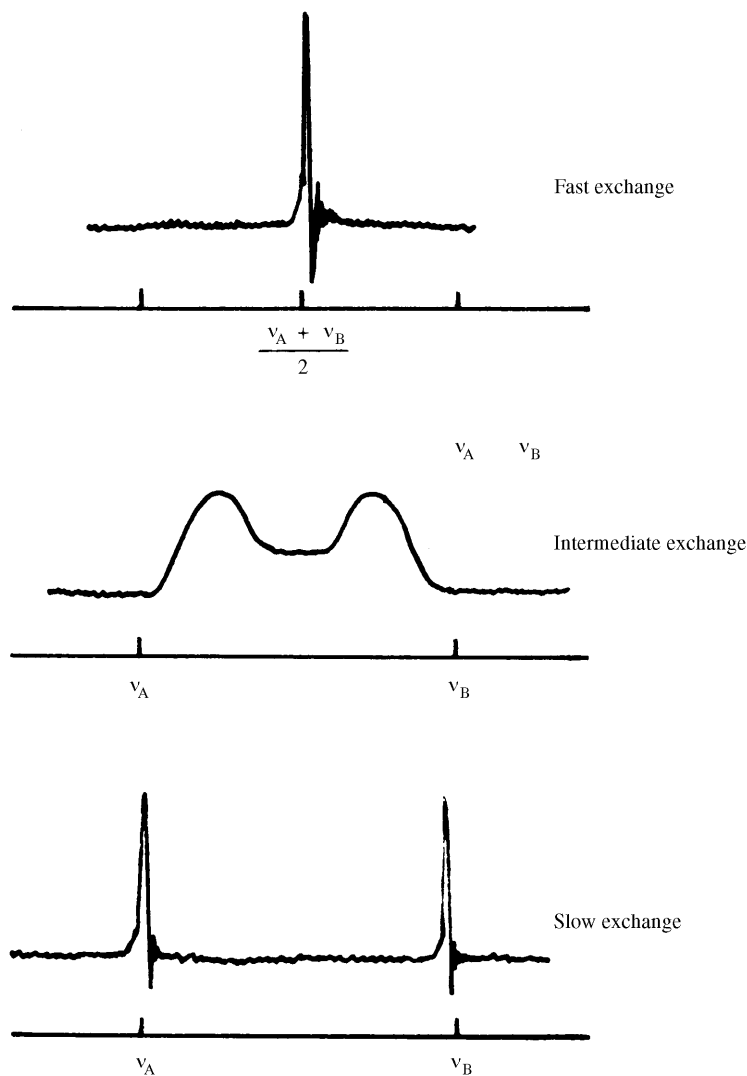 Fast exchange
νA + νB
2
νA νB
Intermediate exchange
νA νB
Slow exchange
νA νB